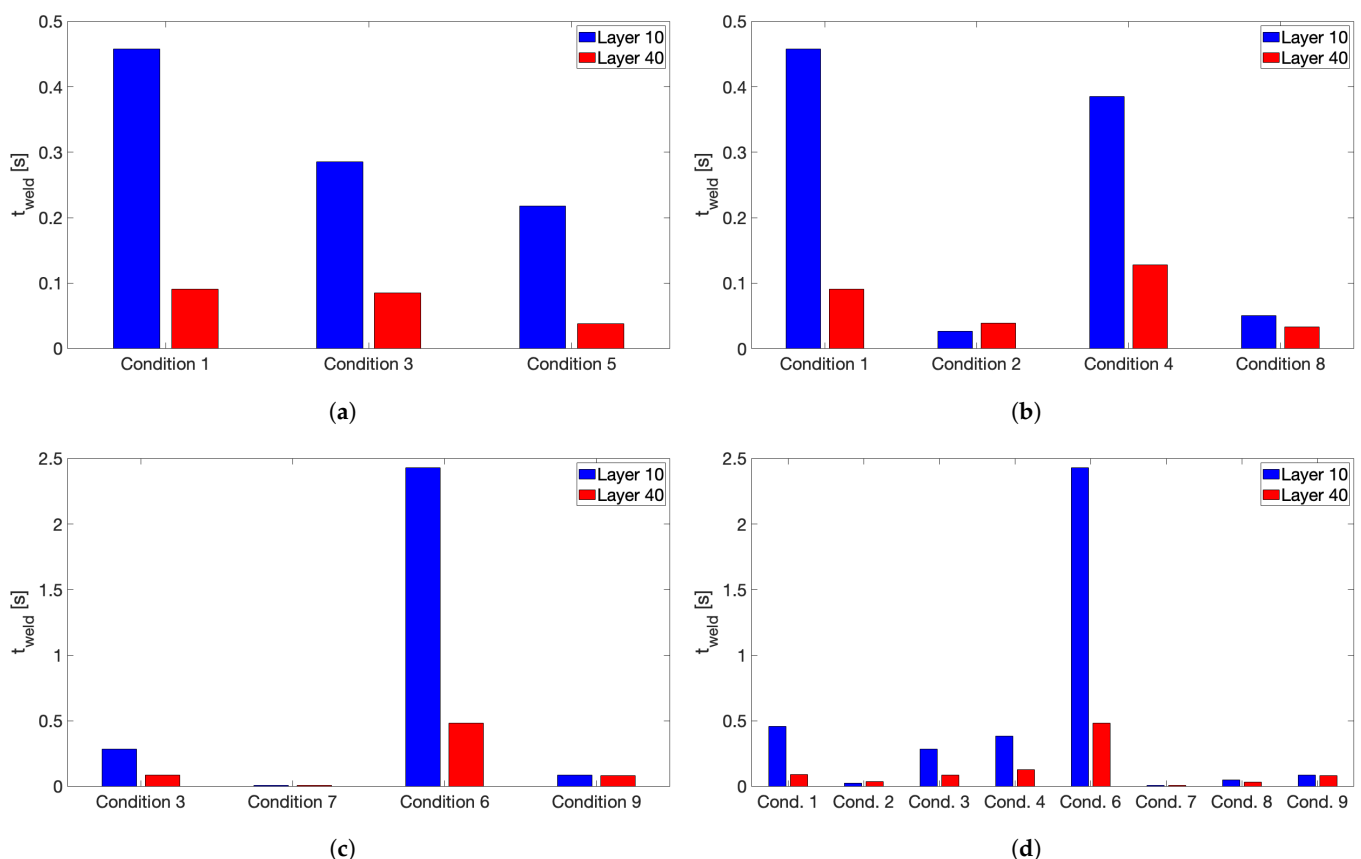 0.5
0.4
0.3
0.2
0.1
0
t_weld [s]
Layer 10
Layer 40
Condition 1 Condition 3 Condition 5
(a)
0.5
0.4
0.3
0.2
0.1
0
t_weld [s]
Layer 10
Layer 40
Condition 1 Condition 2 Condition 4 Condition 8
(b)
2.5
2
1.5
1
0.5
0
t_weld [s]
Layer 10
Layer 40
Condition 3 Condition 7 Condition 6 Condition 9
(c)
2.5
2
1.5
1
0.5
0
t_weld [s]
Layer 10
Layer 40
Cond. 1 Cond. 2 Cond. 3 Cond. 4 Cond. 6 Cond. 7 Cond. 8 Cond. 9
(d)